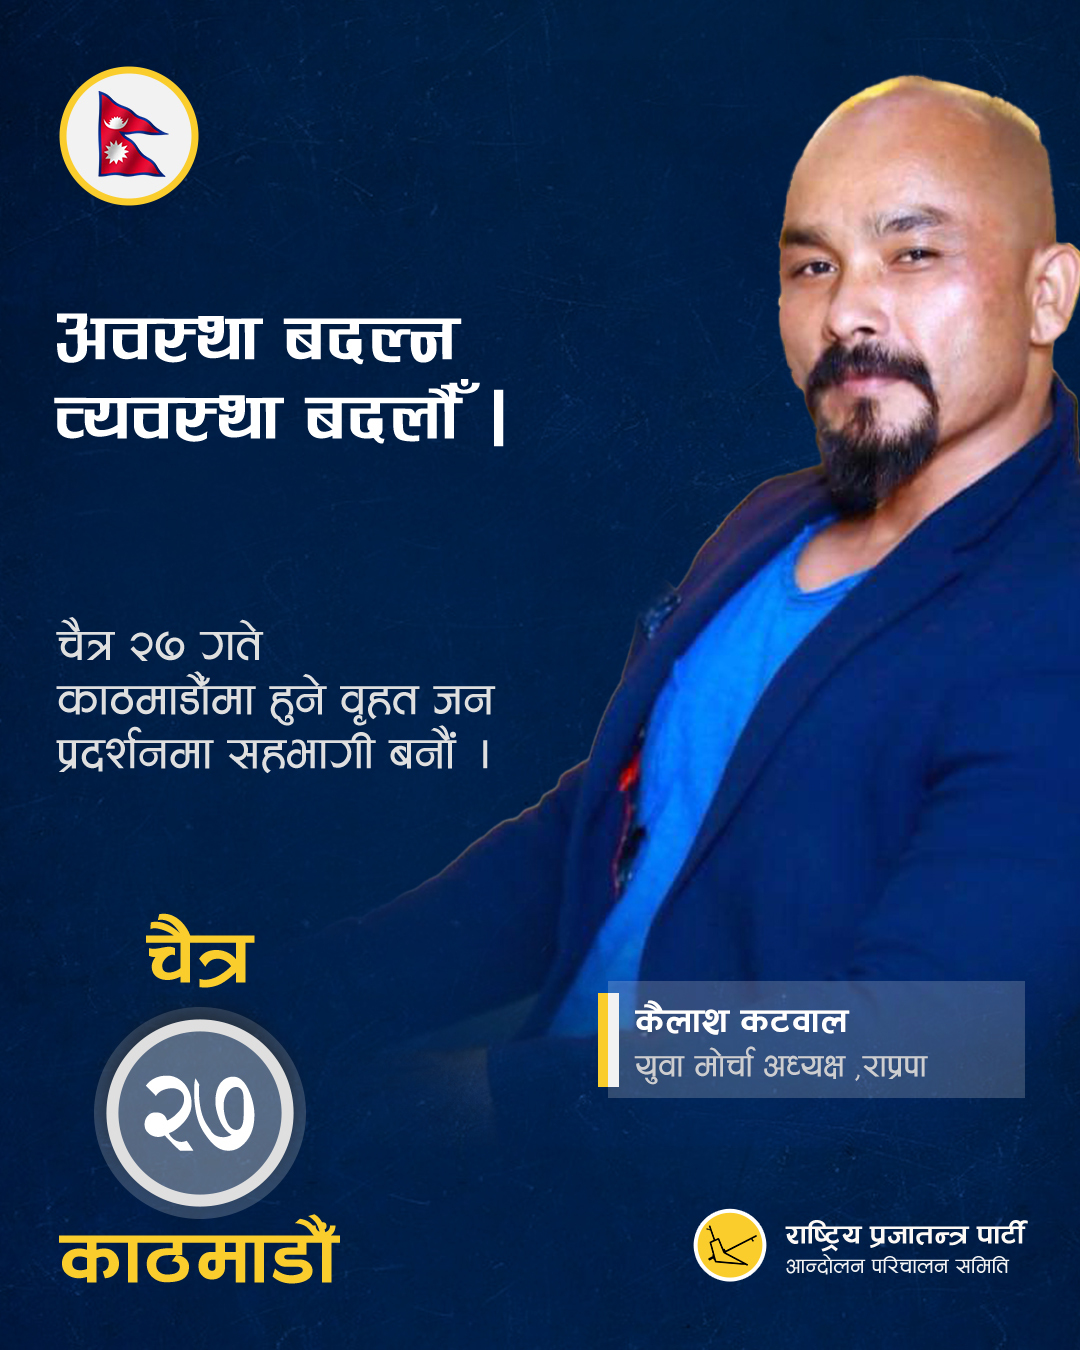 अवस्था बदल्न
व्यवस्था बदलौँ |
चैत्र २७ गते
काठमाडौँमा हुने वृहत जन
प्रदर्शनमा सहभागी बनौं ।
चैत्र
२७
काठमाडौं
कैलाश कटवाल
युवा मोर्चा अध्यक्ष ,राप्रपा
राष्ट्रिय प्रजातन्त्र पार्टी
आन्दोलन परिचालन समिति